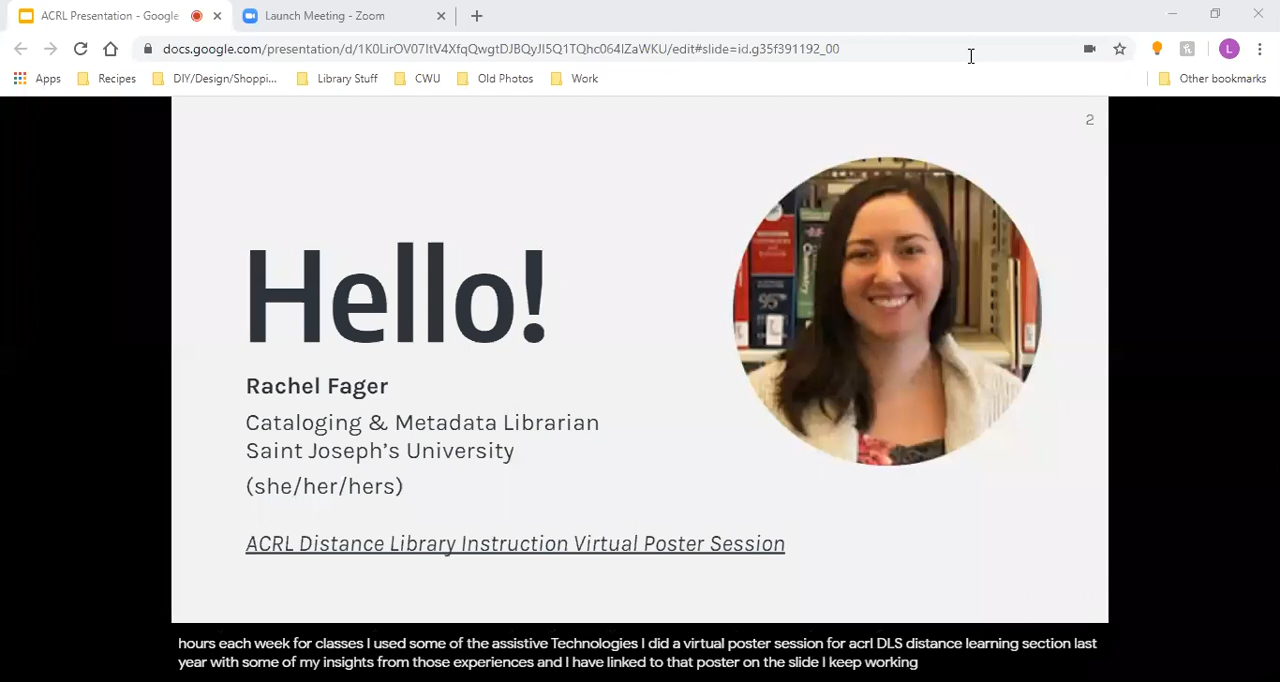 ACRL Presentation - Google
Launch Meeting - Zoom
docs.google.com/presentation/d/1K0LirOV07ItV4XfqQwgtDJBQyJI5Q1TQhc064lZaWKU/edit#slide=id.g35f391192_00
L
Apps
Recipes
DIY/Design/Shoppi...
Library Stuff
CWU
Old Photos
Work
Other bookmarks
2
95
Hello!
Rachel Fager
Cataloging & Metadata Librarian
Saint Joseph's University
(she/her/hers)
ACRL Distance Library Instruction Virtual Poster Session
hours each week for classes I used some of the assistive Technologies I did a virtual poster session for acrl DLS distance learning section last
year with some of my insights from those experiences and I have linked to that poster on the slide I keep working